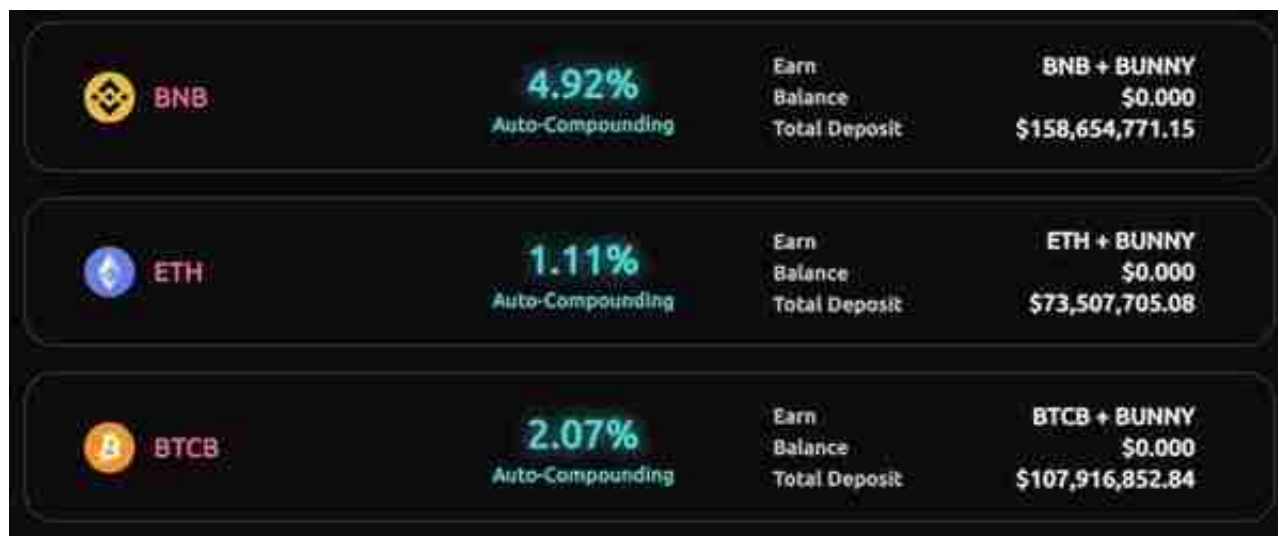 BNB
4.92%
Auto-Compounding
Earn BNB + BUNNY
Balance $0.000
Total Deposit $158,654,771.15
ETH
1.11%
Auto-Compounding
Earn ETH + BUNNY
Balance $0.000
Total Deposit $73,507,705.08
BTCB
2.07%
Auto-Compounding
Earn BTCB + BUNNY
Balance $0.000
Total Deposit $107,916,852.84